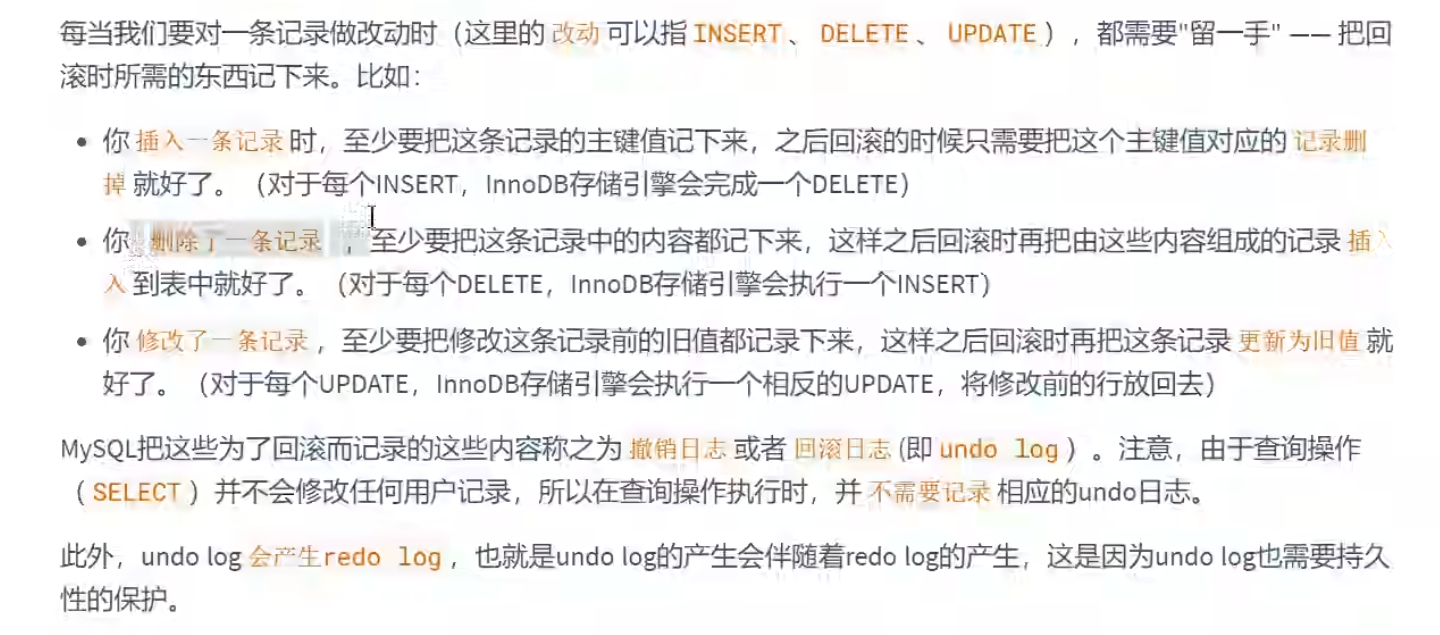 每当我们要对一条记录做改动时（这里的 改动 可以指 INSERT 、 DELETE 、 UPDATE ），都需要"留一手" —— 把回
滚时所需的东西记下来。比如：
• 你 插入一条记录 时，至少要把这条记录的主键值记下来，之后回滚的时候只需要把这个主键值对应的 记录删
掉 就好了。（对于每个INSERT，InnoDB存储引擎会完成一个DELETE）
• 你 删除了一条记录 ，至少要把这条记录中的内容都记下来，这样之后回滚时再把由这些内容组成的记录 插
入 到表中就好了。（对于每个DELETE，InnoDB存储引擎会执行一个INSERT）
• 你 修改了一条记录 ，至少要把修改这条记录前的旧值都记录下来，这样之后回滚时再把这条记录 更新为旧值 就
好了。（对于每个UPDATE，InnoDB存储引擎会执行一个相反的UPDATE，将修改前的行放回去）
MySQL把这些为了回滚而记录的这些内容称之为 撤销日志 或者 回滚日志 (即 undo log ）。注意，由于查询操作
（ SELECT ）并不会修改任何用户记录，所以在查询操作执行时，并 不需要记录 相应的undo日志。
此外，undo log 会产生redo log ，也就是undo log的产生会伴随着redo log的产生，这是因为undo log也需要持久
性的保护。